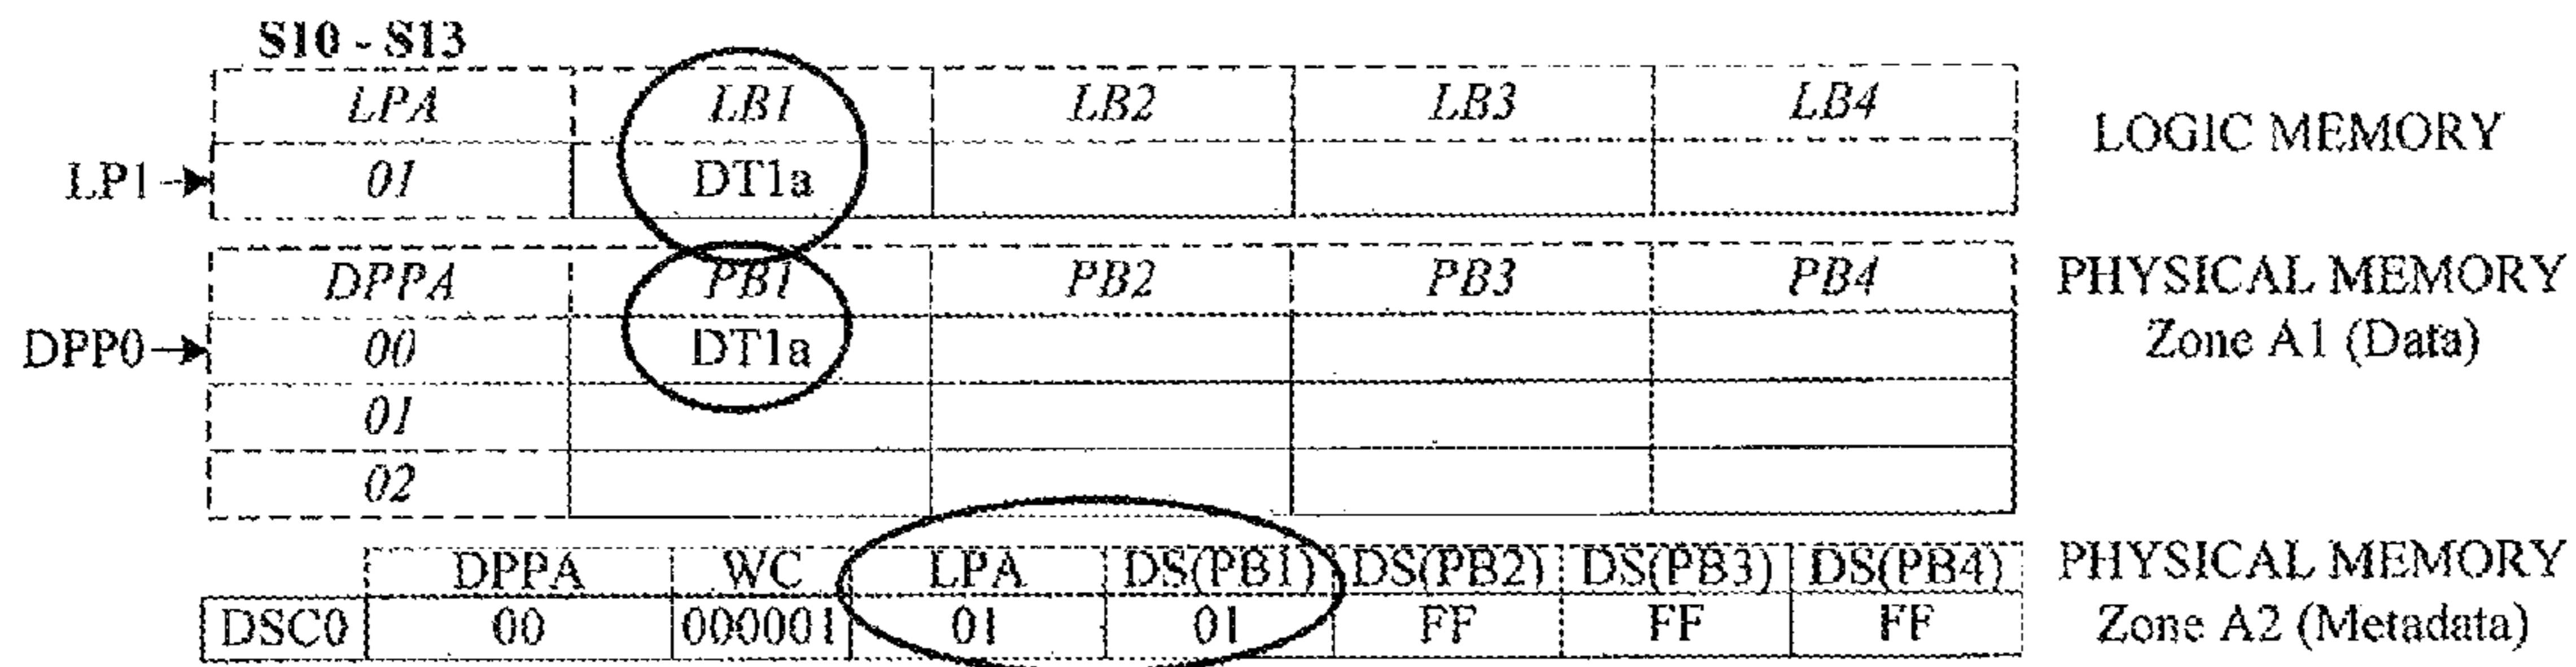 S10 - S13
LPA LB1 LB2 LB3 LB4
LP1 01 DT1a
LOGIC MEMORY
DPPA PB1 PB2 PB3 PB4
DPP0 00 DT1a
01
02
PHYSICAL MEMORY
Zone A1 (Data)
DPPA WC LPA DS(PB1) DS(PB2) DS(PB3) DS(PB4)
DSC0 00 000001 01 01 FF FF FF
PHYSICAL MEMORY
Zone A2 (Metadata)